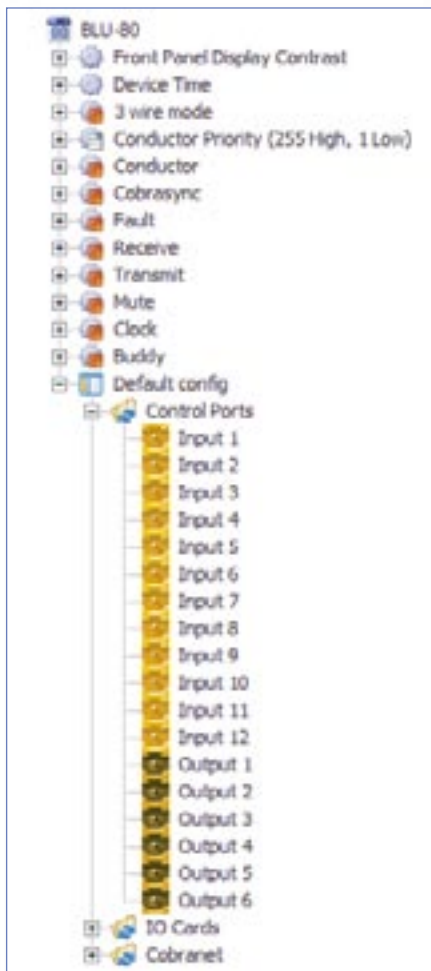 BLU-80
Front Panel Display Contrast
Device Time
3 wire mode
Conductor Priority (255 High, 1 Low)
Conductor
Cobrasync
Fault
Receive
Transmit
Mute
Clock
Buddy
Default config
Control Ports
Input 1
Input 2
Input 3
Input 4
Input 5
Input 6
Input 7
Input 8
Input 9
Input 10
Input 11
Input 12
Output 1
Output 2
Output 3
Output 4
Output 5
Output 6
IO Cards
Cobranet